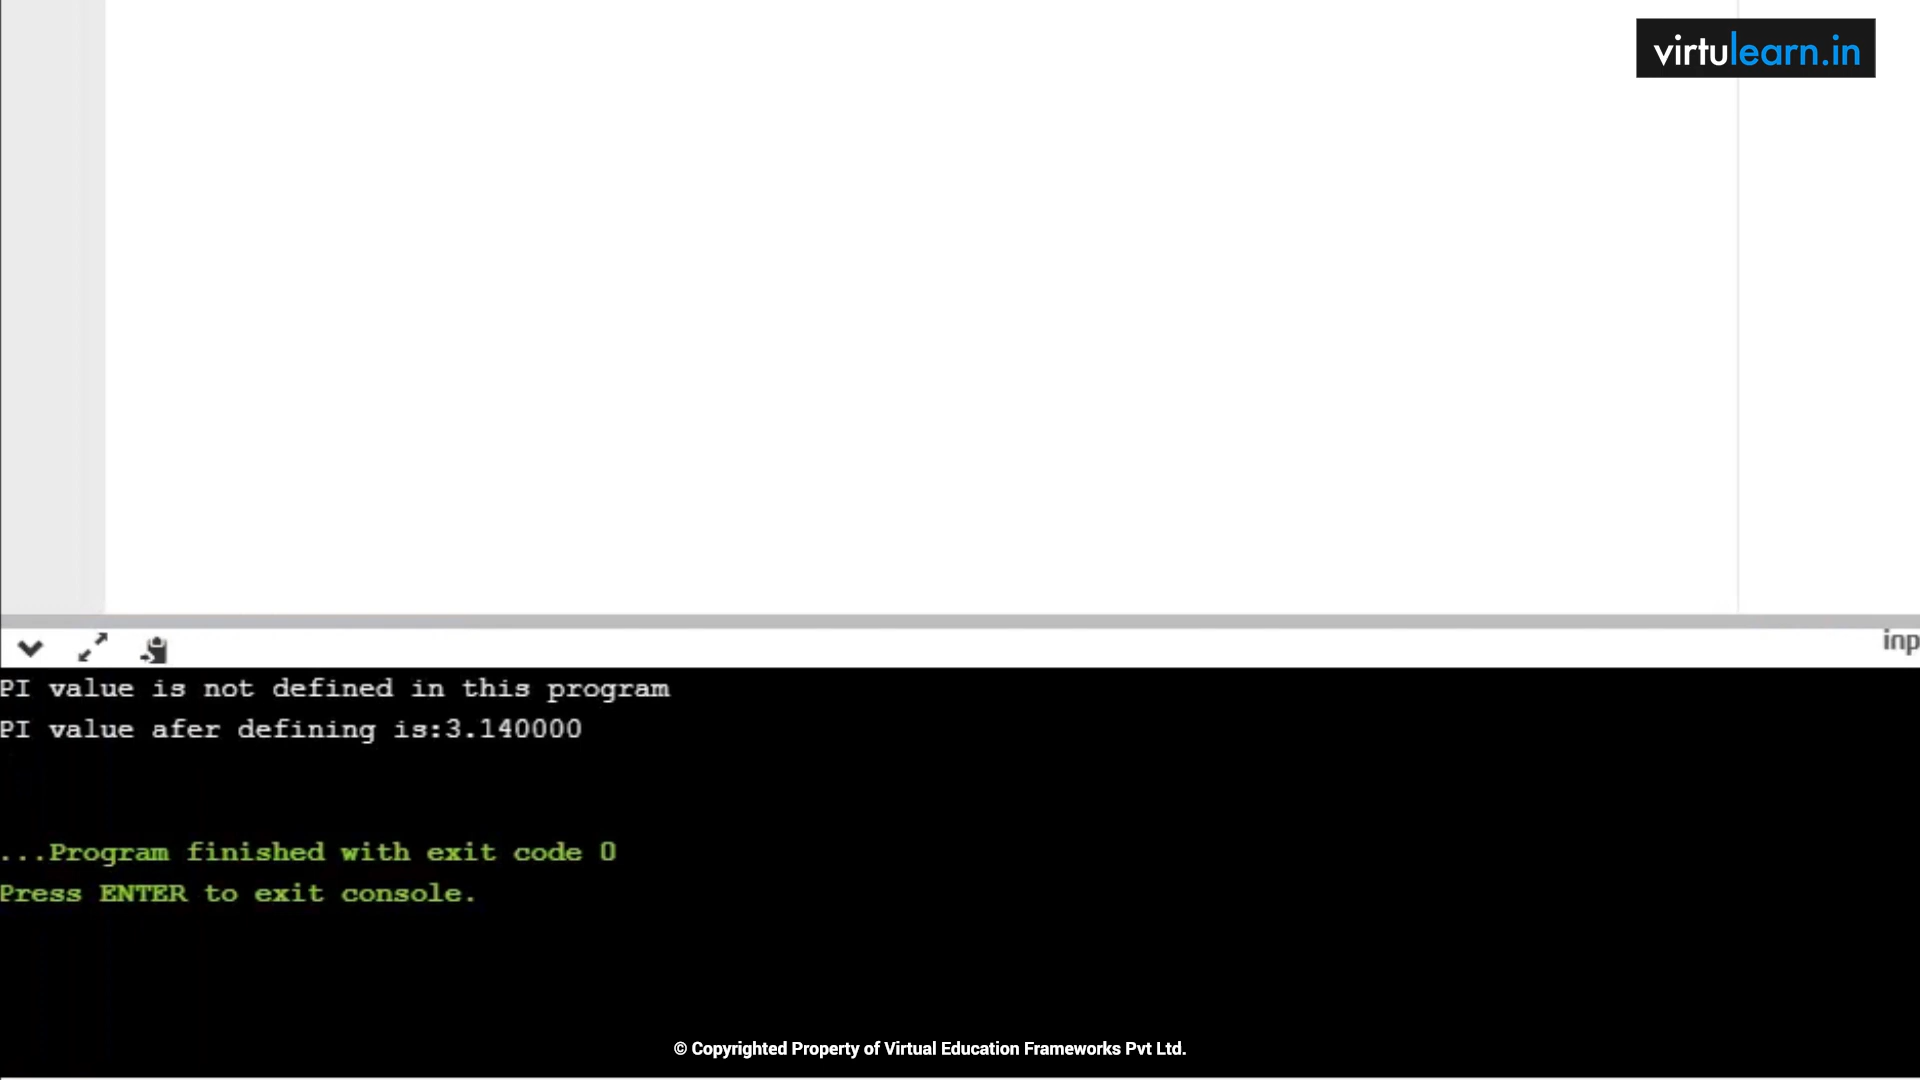 virtulearn.in
inp
PI value is not defined in this program
PI value afer defining is:3.140000
...Program finished with exit code 0
Press ENTER to exit console.
© Copyrighted Property of Virtual Education Frameworks Pvt Ltd.